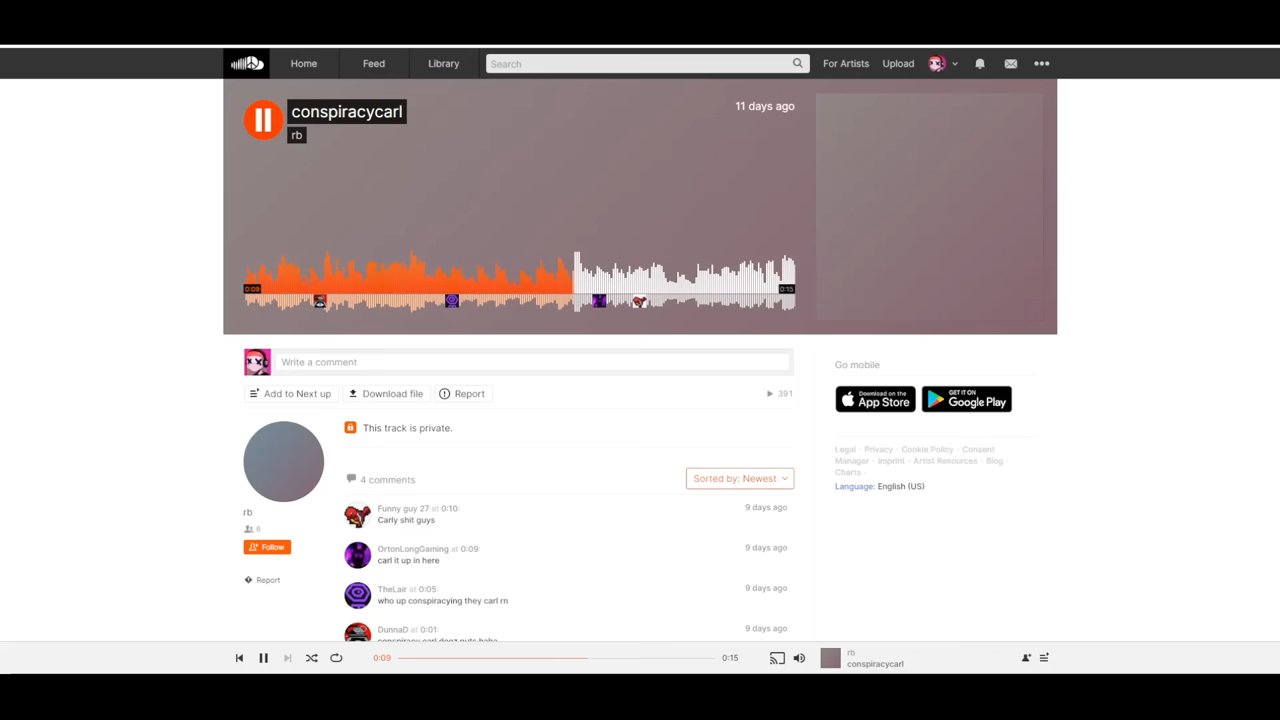 Home Feed Library Search For Artists Upload
conspiracycarl
rb
11 days ago
0:09 0:15
Write a comment
Add to Next up Download file Report 391
This track is private.
4 comments
Sorted by: Newest
Funny guy 27 at 0:10:
Carly shit guys
9 days ago
OrtonLongGaming at 0:09:
carl it up in here
9 days ago
TheLair at 0:05:
who up conspiracying they carl rn
9 days ago
DunnaD at 0:01:
conspiracy carl deez nuts haha
9 days ago
rb
8
Follow
Report
Go mobile
Download on the
App Store
GET IT ON
Google Play
Legal · Privacy · Cookie Policy · Consent
Manager · Imprint · Artist Resources · Blog ·
Charts ·
Language: English (US)
0:09 0:15
rb
conspiracycarl